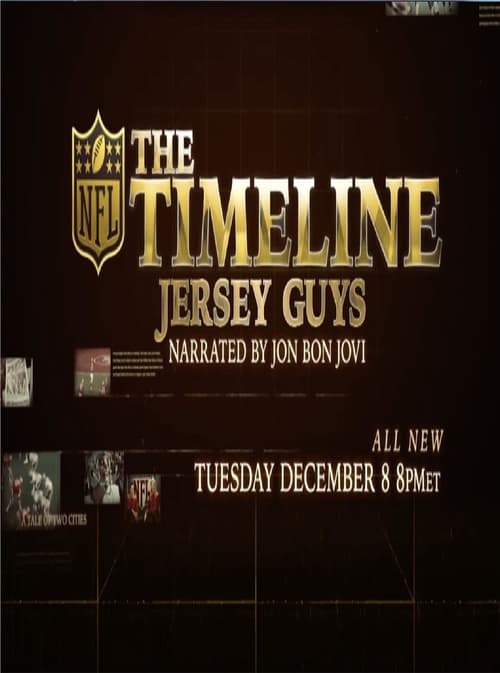 NFL
THE
TIMELINE
JERSEY GUYS
NARRATED BY JON BON JOVI
ALL NEW
TUESDAY DECEMBER 8 8PM ET
NFL
A TALE OF TWO CITIES